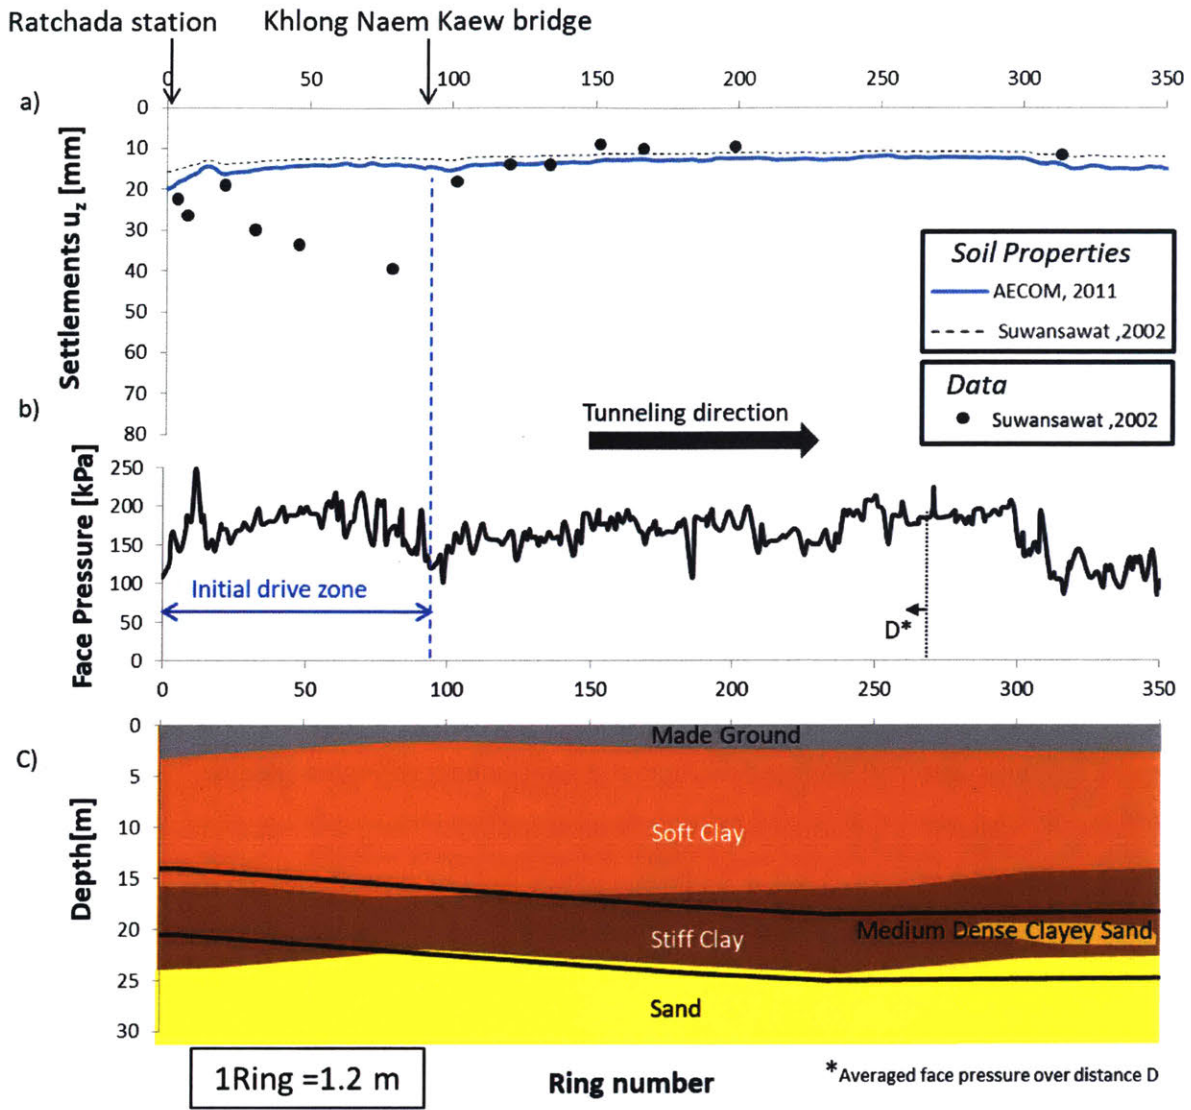 Ratchada station
Khlong Naem Kaew bridge
0 50 100 150 200 250 300 350
a)
0
10
20
30
40
50
60
70
80
Settlements uz [mm]
Soil Properties
AECOM, 2011
Suwansawat ,2002
Data
Suwansawat ,2002
b)
Tunneling direction
250
200
150
100
50
0
Face Pressure [kPa]
Initial drive zone
D*
0 50 100 150 200 250 300 350
C)
0
5
10
15
20
25
30
Depth[m]
Made Ground
Soft Clay
Stiff Clay
Medium Dense Clayey Sand
Sand
1Ring =1.2 m
Ring number
*Averaged face pressure over distance D